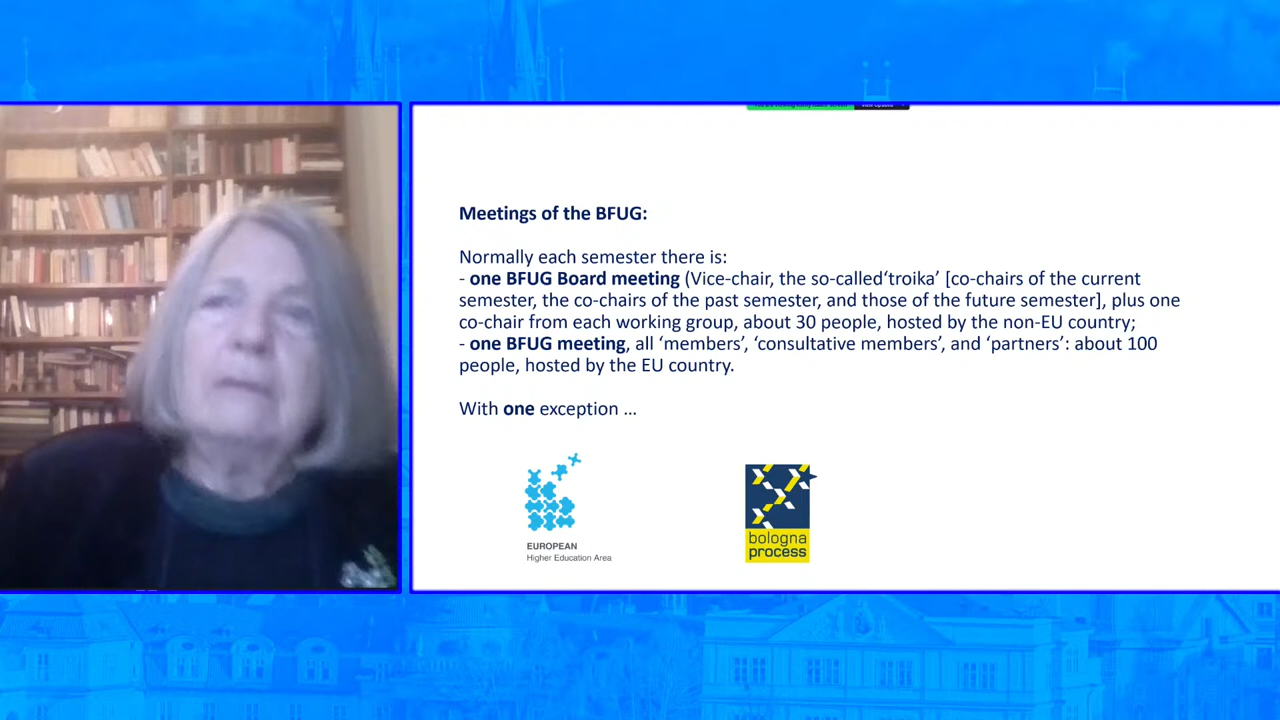 Meetings of the BFUG:
Normally each semester there is:
- one BFUG Board meeting (Vice-chair, the so-called‘troika’ [co-chairs of the current
semester, the co-chairs of the past semester, and those of the future semester], plus one
co-chair from each working group, about 30 people, hosted by the non-EU country;
- one BFUG meeting, all ‘members’, ‘consultative members’, and ‘partners’: about 100
people, hosted by the EU country.
With one exception ...
EUROPEAN
Higher Education Area
bologna
process